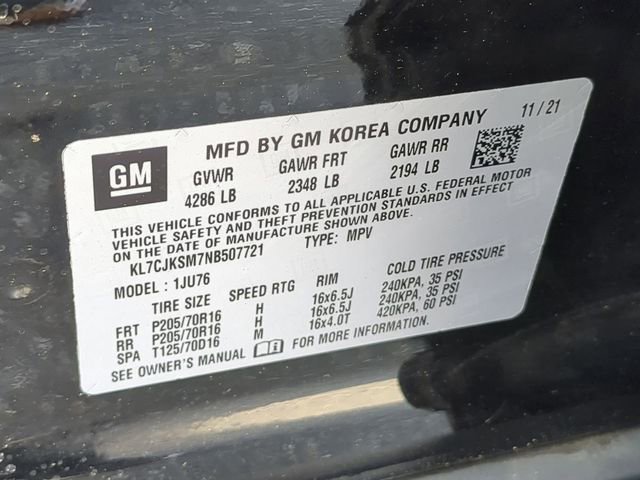 GM
MFD BY GM KOREA COMPANY 11/21
GVWR GAWR FRT GAWR RR
4286 LB 2348 LB 2194 LB
THIS VEHICLE CONFORMS TO ALL APPLICABLE U.S. FEDERAL MOTOR
VEHICLE SAFETY AND THEFT PREVENTION STANDARDS IN EFFECT
ON THE DATE OF MANUFACTURE SHOWN ABOVE.
KL7CJKSM7NB507721 TYPE: MPV
MODEL : 1JU76
TIRE SIZE SPEED RTG RIM COLD TIRE PRESSURE
FRT P205/70R16 H 16x6.5J 240KPA, 35 PSI
RR P205/70R16 H 16x6.5J 240KPA, 35 PSI
SPA T125/70D16 M 16x4.0T 420KPA, 60 PSI
SEE OWNER'S MANUAL FOR MORE INFORMATION.